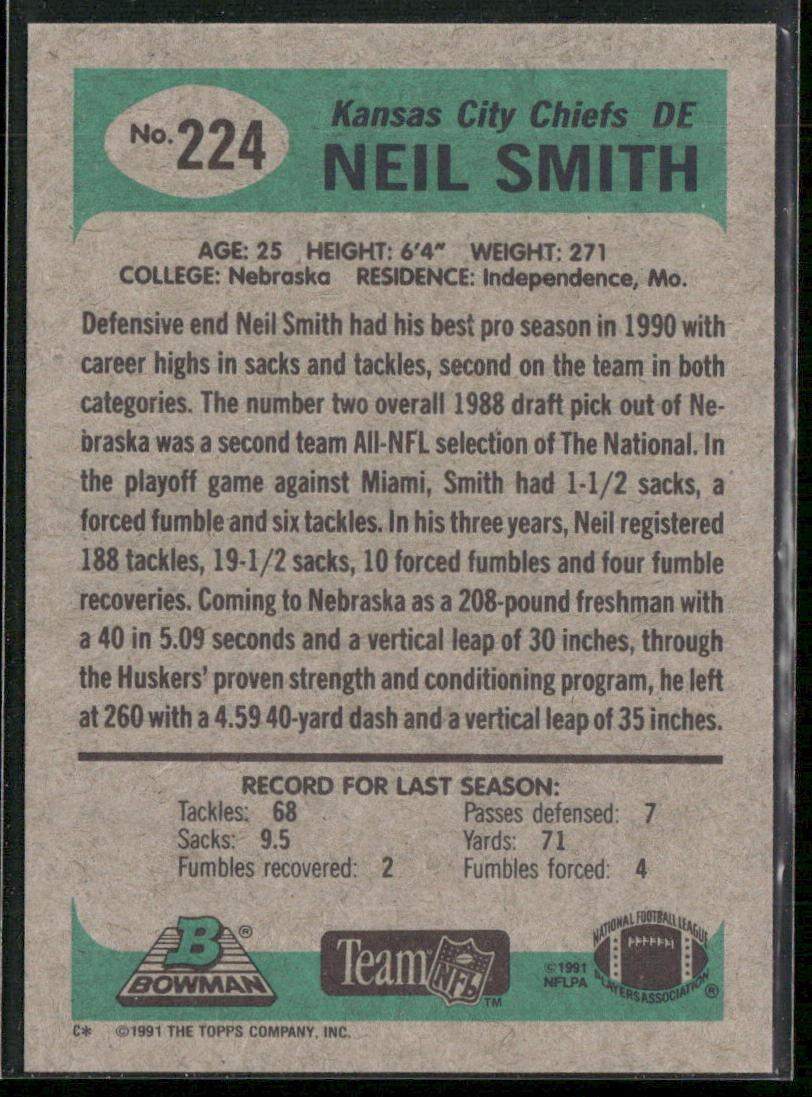 No. 224
Kansas City Chiefs DE
NEIL SMITH
AGE: 25 HEIGHT: 6'4" WEIGHT: 271
COLLEGE: Nebraska RESIDENCE: Independence, Mo.
Defensive end Neil Smith had his best pro season in 1990 with
career highs in sacks and tackles, second on the team in both
categories. The number two overall 1988 draft pick out of Ne-
braska was a second team All-NFL selection of The National. In
the playoff game against Miami, Smith had 1-1/2 sacks, a
forced fumble and six tackles. In his three years, Neil registered
188 tackles, 19-1/2 sacks, 10 forced fumbles and four fumble
recoveries. Coming to Nebraska as a 208-pound freshman with
a 40 in 5.09 seconds and a vertical leap of 30 inches, through
the Huskers' proven strength and conditioning program, he left
at 260 with a 4.59 40-yard dash and a vertical leap of 35 inches.
RECORD FOR LAST SEASON:
Tackles: 68 Passes defensed: 7
Sacks: 9.5 Yards: 71
Fumbles recovered: 2 Fumbles forced: 4
B ®
BOWMAN
Team NFL ™
©1991
NFLPA
NATIONAL FOOTBALL LEAGUE
PLAYERS ASSOCIATION ®
C* ©1991 THE TOPPS COMPANY, INC.